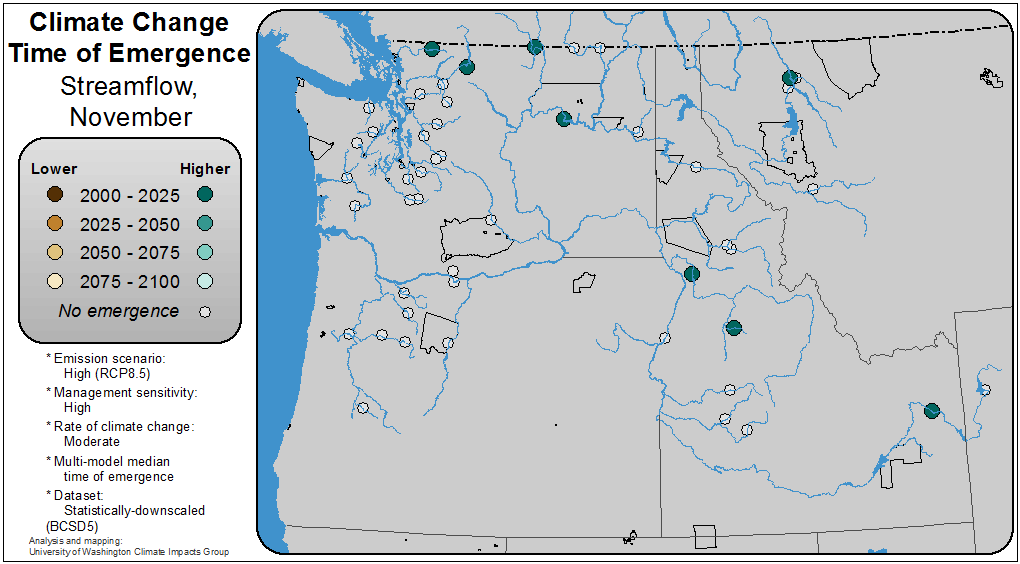 Climate Change
Time of Emergence
Streamflow,
November
Lower Higher
2000 - 2025
2025 - 2050
2050 - 2075
2075 - 2100
No emergence
* Emission scenario:
High (RCP8.5)
* Management sensitivity:
High
* Rate of climate change:
Moderate
* Multi-model median
time of emergence
* Dataset:
Statistically-downscaled
(BCSD5)
Analysis and mapping:
University of Washington Climate Impacts Group